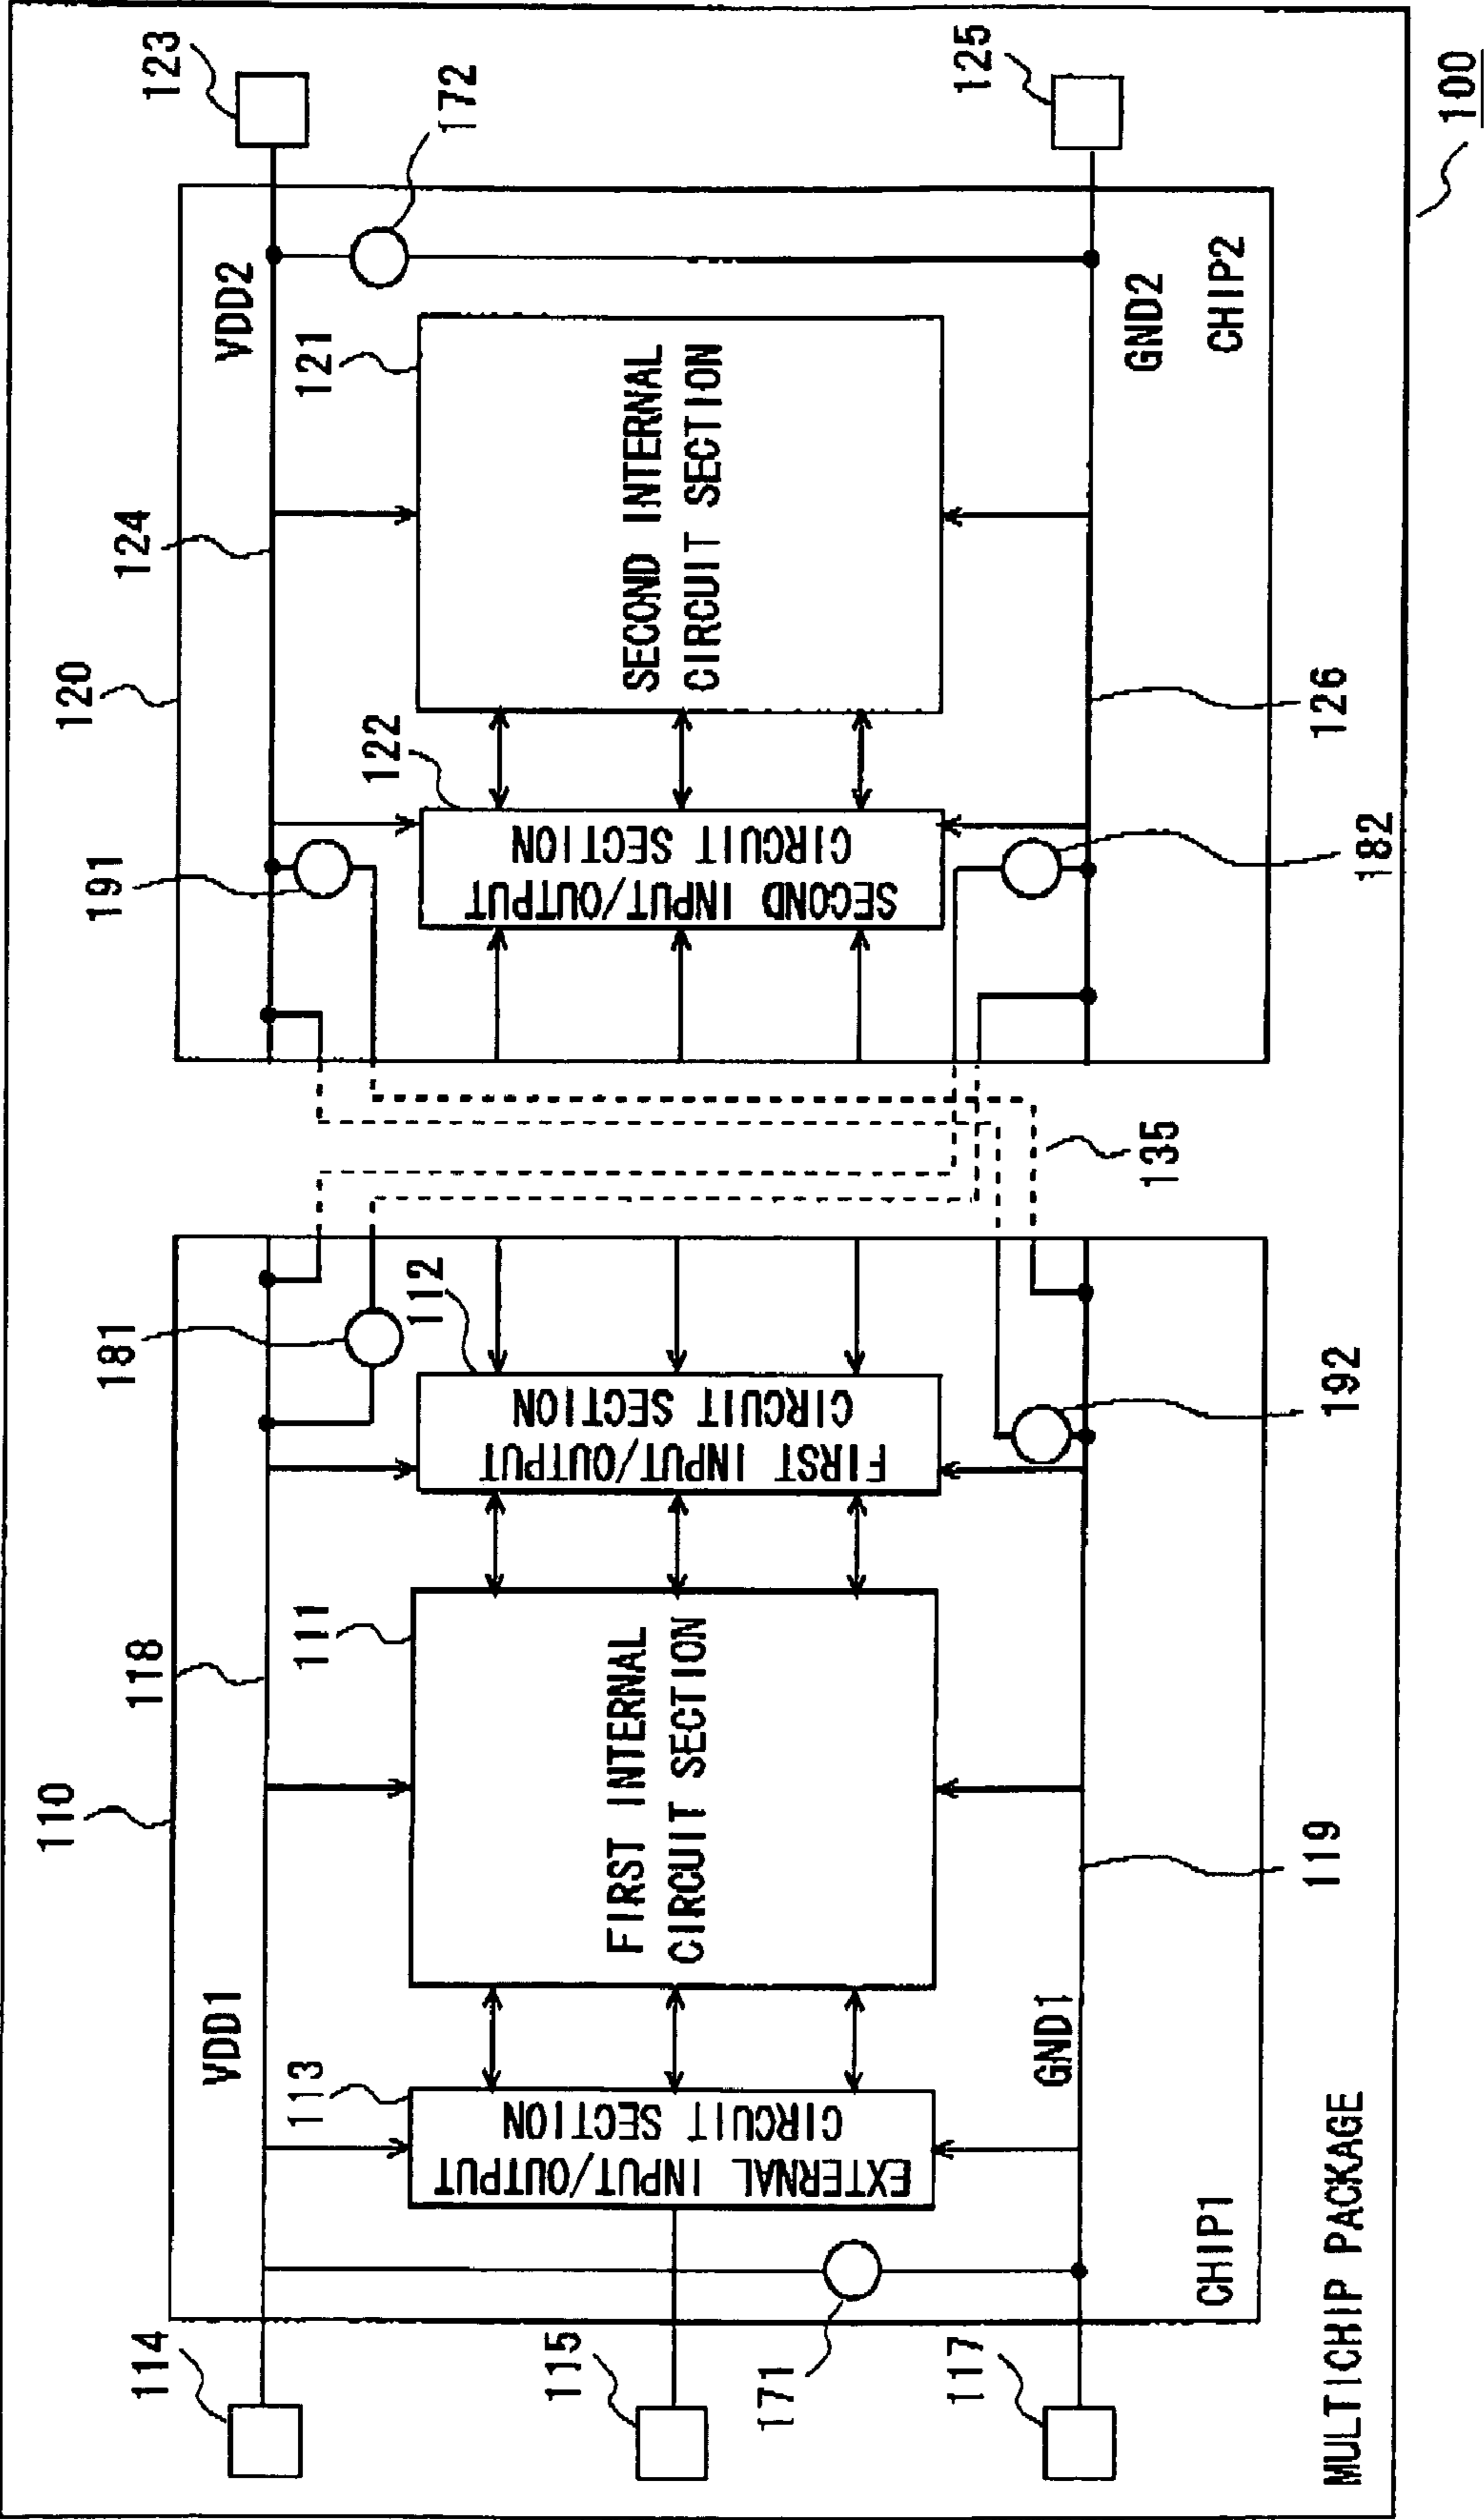 MULTICHIP PACKAGE
100
110
118
VDD1
114
113
EXTERNAL INPUT/OUTPUT
CIRCUIT SECTION
111
FIRST INTERNAL
CIRCUIT SECTION
181
112
FIRST INPUT/OUTPUT
CIRCUIT SECTION
115
171
117
GND1
119
192
CHIP1
135
120
191
124
VDD2
123
122
SECOND INPUT/OUTPUT
CIRCUIT SECTION
121
SECOND INTERNAL
CIRCUIT SECTION
172
125
182
126
GND2
CHIP2